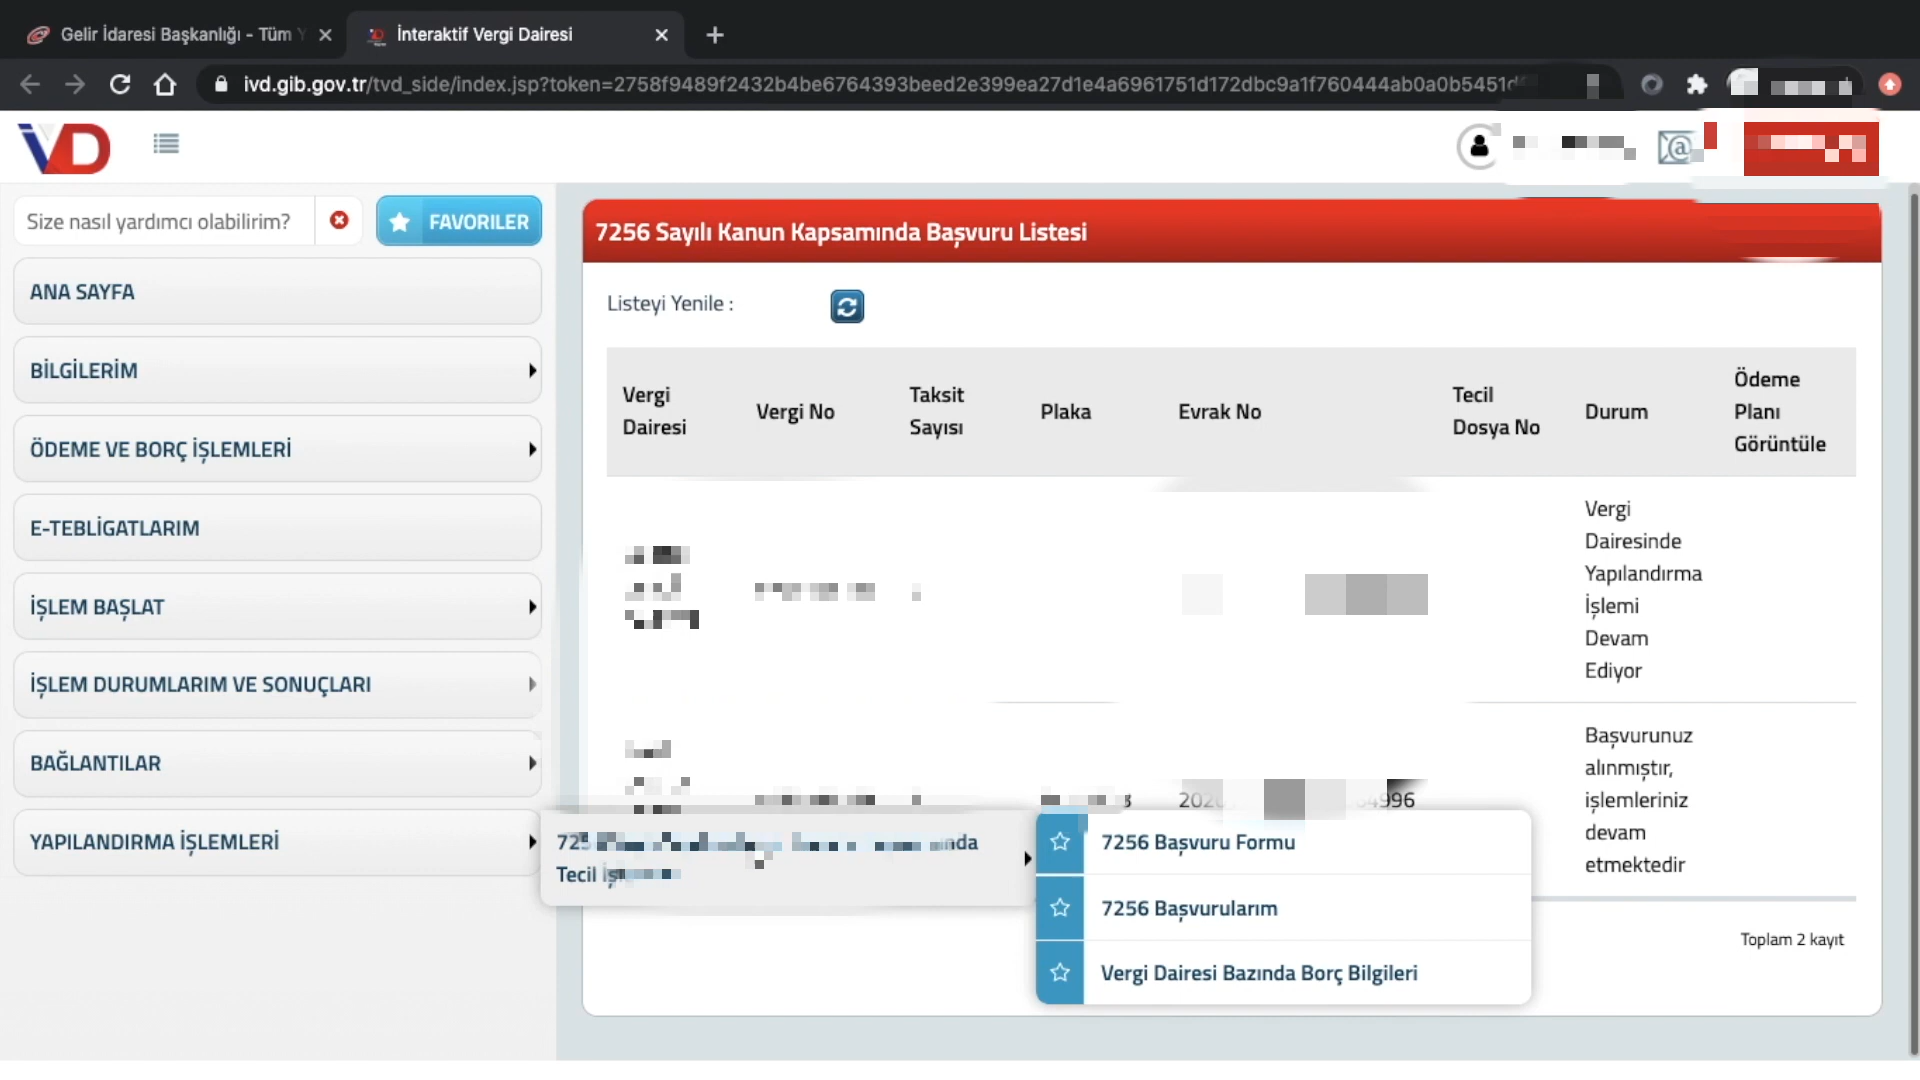 Gelir İdaresi Başkanlığı - Tüm Y
İnteraktif Vergi Dairesi
ivd.gib.gov.tr/tvd_side/index.jsp?token=2758f9489f2432b4be6764393beed2e399ea27d1e4a6961751d172dbc9a1f760444ab0a0b5451d
İVD
Size nasıl yardımcı olabilirim?
FAVORİLER
ANA SAYFA
BİLGİLERİM
ÖDEME VE BORÇ İŞLEMLERİ
E-TEBLİGATLARIM
İŞLEM BAŞLAT
İŞLEM DURUMLARIM VE SONUÇLARI
BAĞLANTILAR
YAPILANDIRMA İŞLEMLERİ
7256 Sayılı Kanun Kapsamında Başvuru Listesi
Listeyi Yenile :
Vergi
Dairesi
Vergi No
Taksit
Sayısı
Plaka
Evrak No
Tecil
Dosya No
Durum
Ödeme
Planı
Görüntüle
Vergi
Dairesinde
Yapılandırma
İşlemi
Devam
Ediyor
Başvurunuz
alınmıştır,
işlemleriniz
devam
etmektedir
Tecil
7256 Başvuru Formu
7256 Başvurularım
Vergi Dairesi Bazında Borç Bilgileri
Toplam 2 kayıt